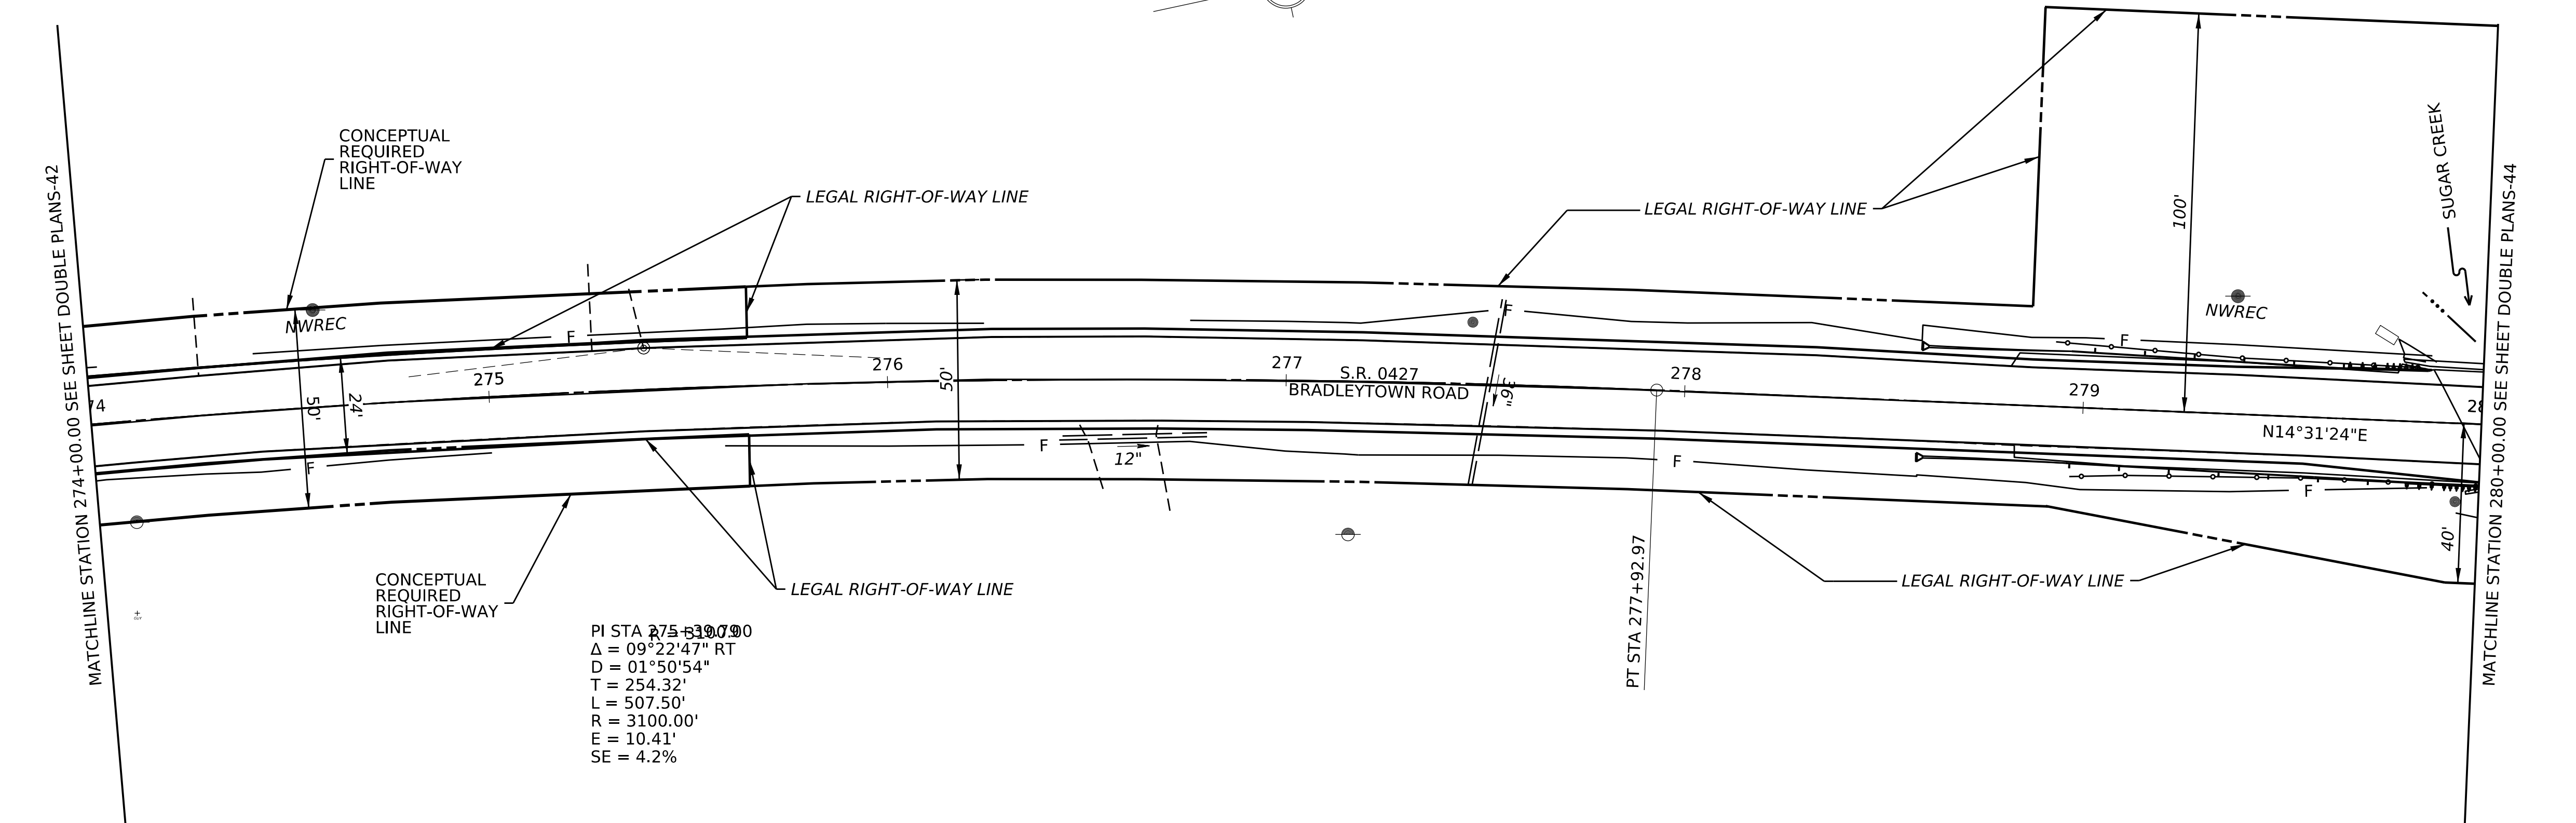 CONCEPTUAL
REQUIRED
RIGHT-OF-WAY
LINE
LEGAL RIGHT-OF-WAY LINE
LEGAL RIGHT-OF-WAY LINE
100'
SUGAR CREEK
MATCHLINE STATION 274+00.00 SEE SHEET DOUBLE PLANS-42
MATCHLINE STATION 280+00.00 SEE SHEET DOUBLE PLANS-44
NWREC
NWREC
F
F
F
74
275
276
277
278
279
28
50'
24'
50'
S.R. 0427
BRADLEYTOWN ROAD
36"
N14°31'24"E
F
F
12"
F
F
40'
CONCEPTUAL
REQUIRED
RIGHT-OF-WAY
LINE
LEGAL RIGHT-OF-WAY LINE
LEGAL RIGHT-OF-WAY LINE
PT STA 277+92.97
PI STA
Δ = 09°22'47" RT
D = 01°50'54"
T = 254.32'
L = 507.50'
R = 3100.00'
E = 10.41'
SE = 4.2%